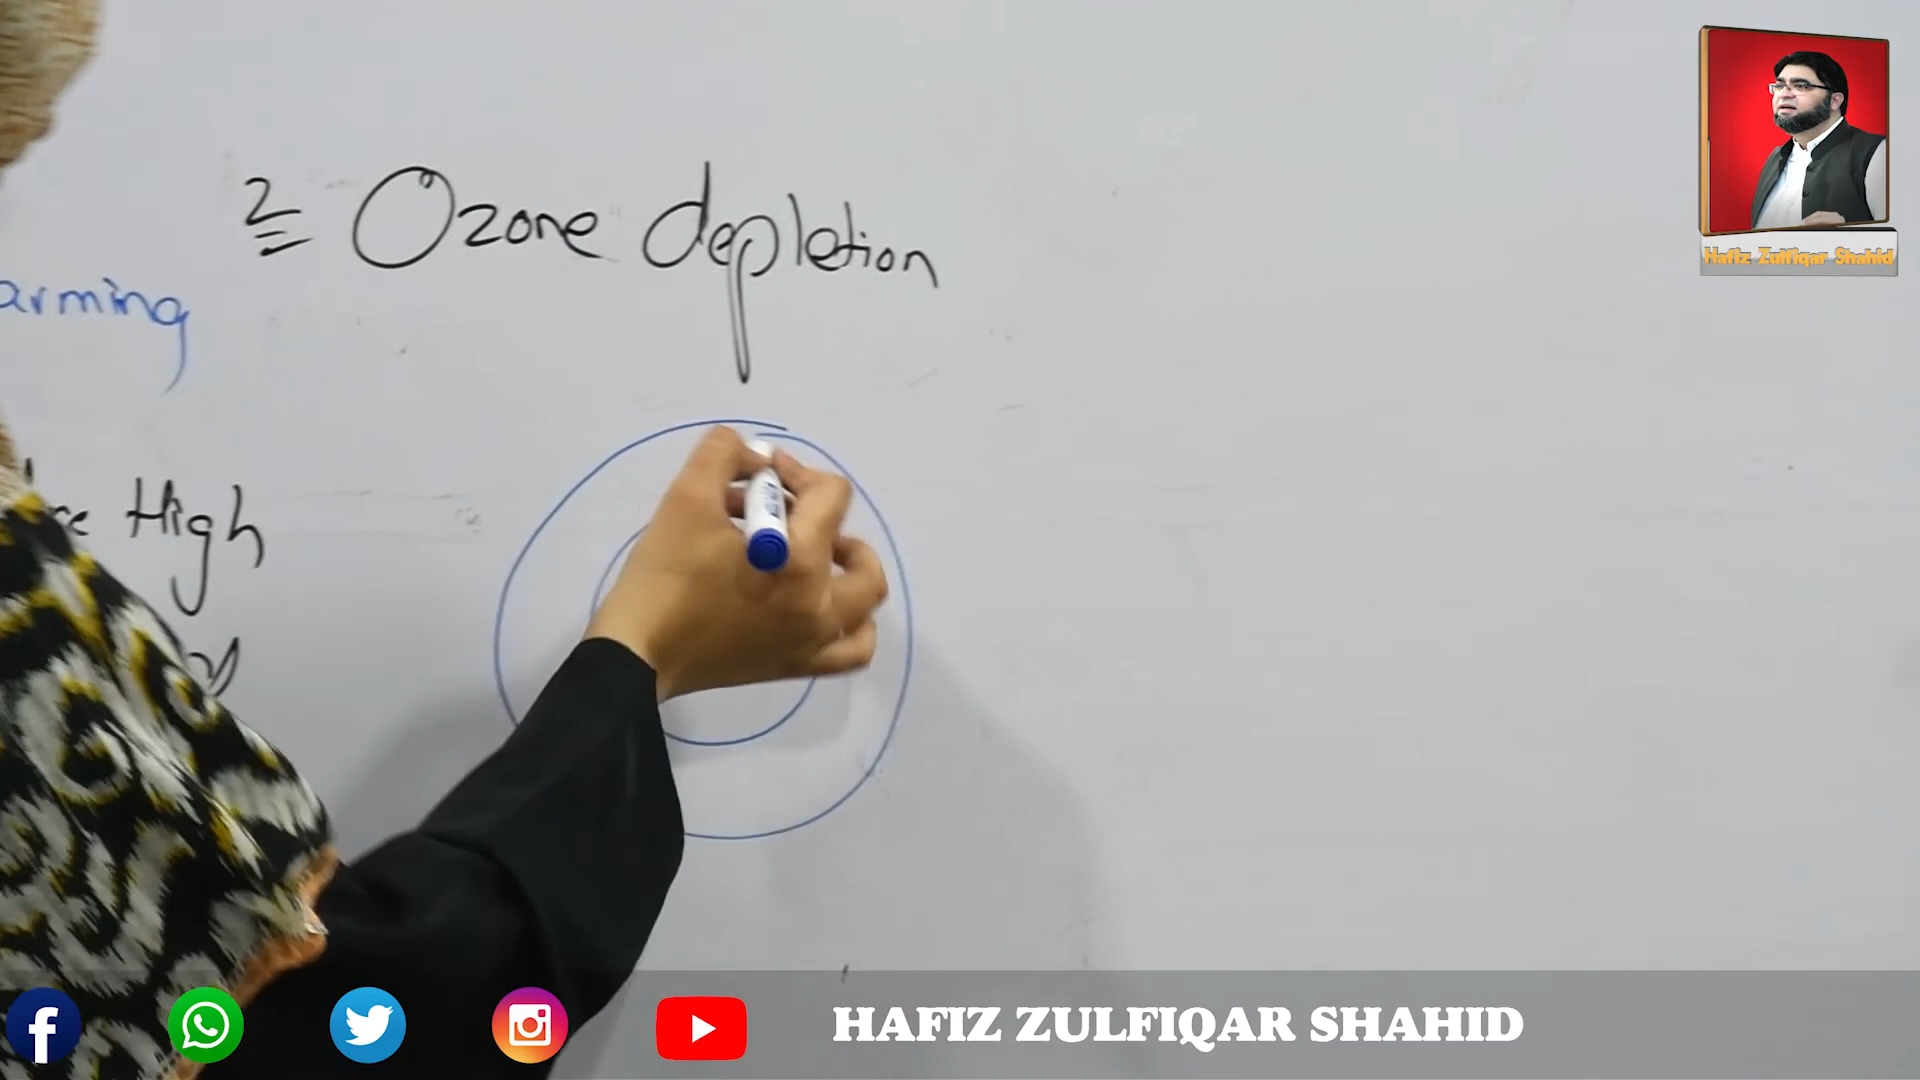 2 Ozone depletion
arming
High
Hafiz Zulfiqar Shahid
HAFIZ ZULFIQAR SHAHID